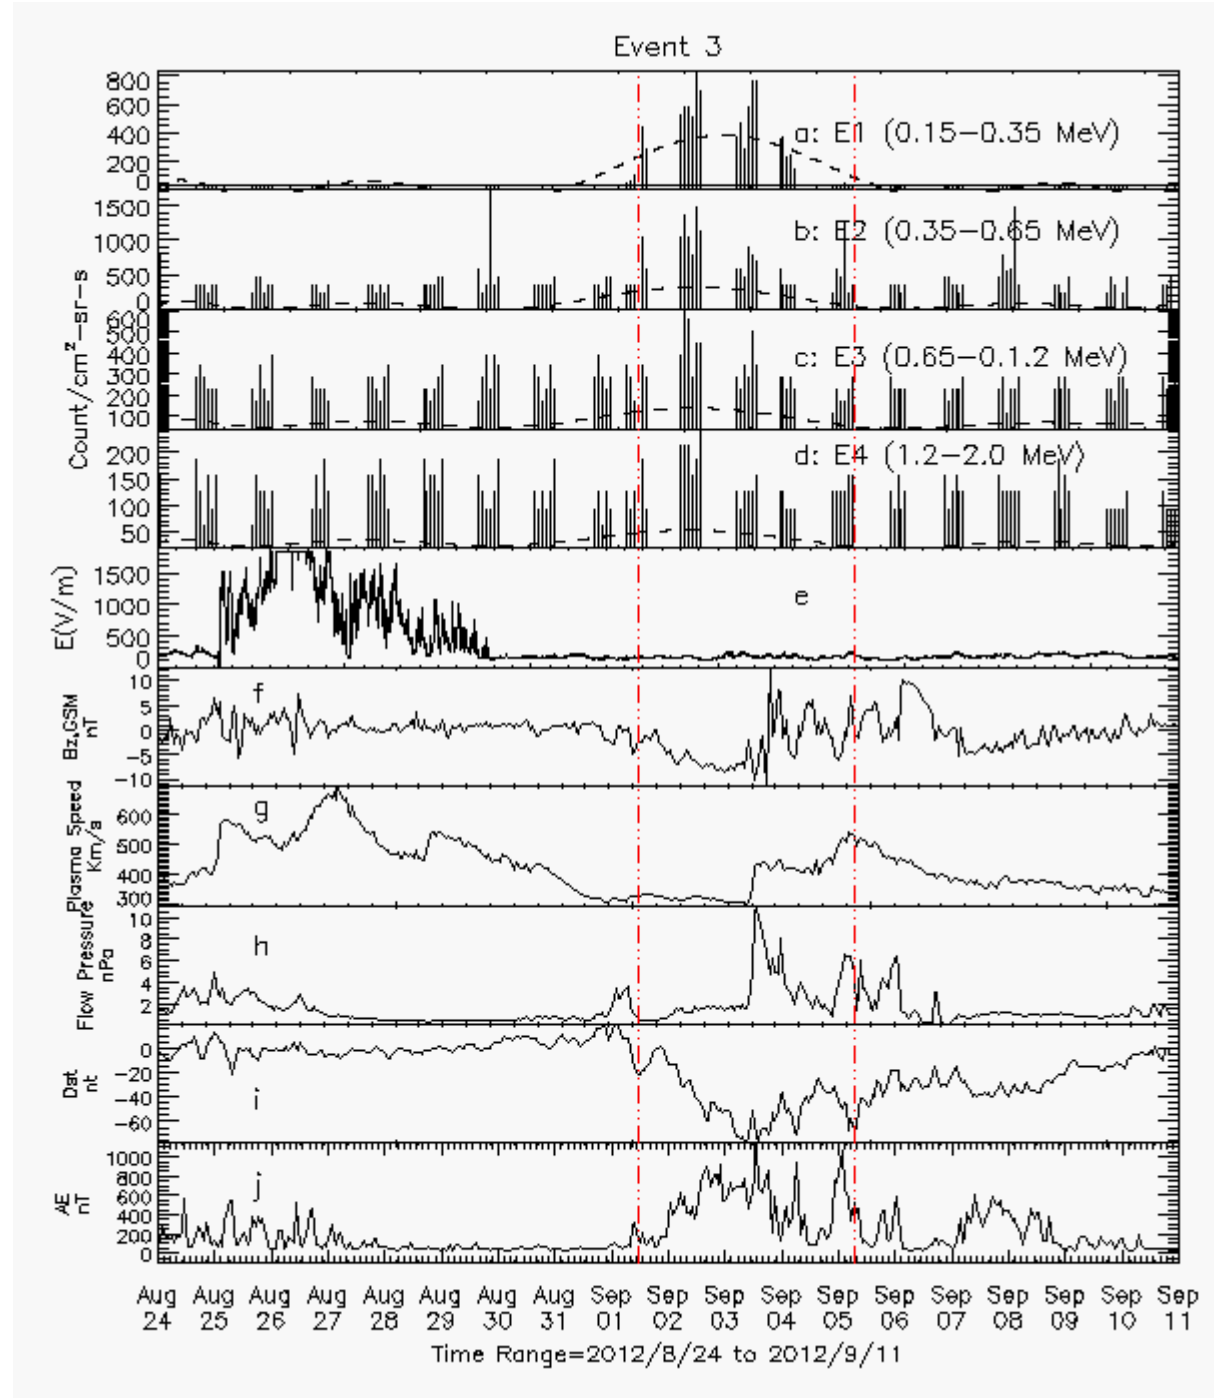 Event 3
800
600
400
200
0
a: E1 (0.15−0.35 MeV)
1500
1000
500
0
b: E2 (0.35−0.65 MeV)
Count/cm²−sr−s
600
500
400
300
200
100
c: E3 (0.65−0.1.2 MeV)
200
150
100
50
d: E4 (1.2−2.0 MeV)
E(V/m)
1500
1000
500
0
e
Bz,GSM
nT
10
5
0
−5
−10
f
Plasma Speed
Km/s
600
500
400
300
g
Flow Pressure
nPa
10
8
6
4
2
h
Dst
nt
0
−20
−40
−60
i
AE
nT
1000
800
600
400
200
0
j
Aug Aug Aug Aug Aug Aug Aug Aug Sep Sep Sep Sep Sep Sep Sep Sep Sep Sep Sep
24 25 26 27 28 29 30 31 01 02 03 04 05 06 07 08 09 10 11
Time Range=2012/8/24 to 2012/9/11